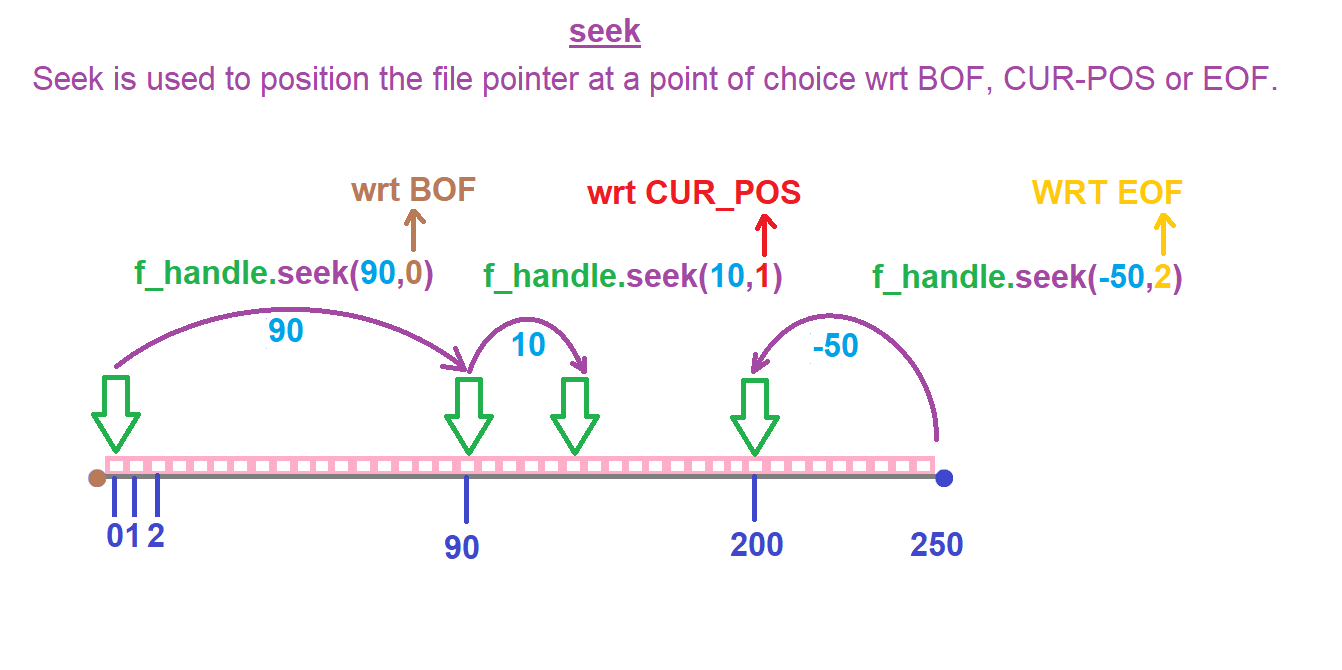 seek
Seek is used to position the file pointer at a point of choice wrt BOF, CUR-POS or EOF.
wrt BOF
wrt CUR_POS
WRT EOF
f_handle.seek(90,0)
f_handle.seek(10,1)
f_handle.seek(-50,2)
90
10
-50
0 1 2
90
200
250